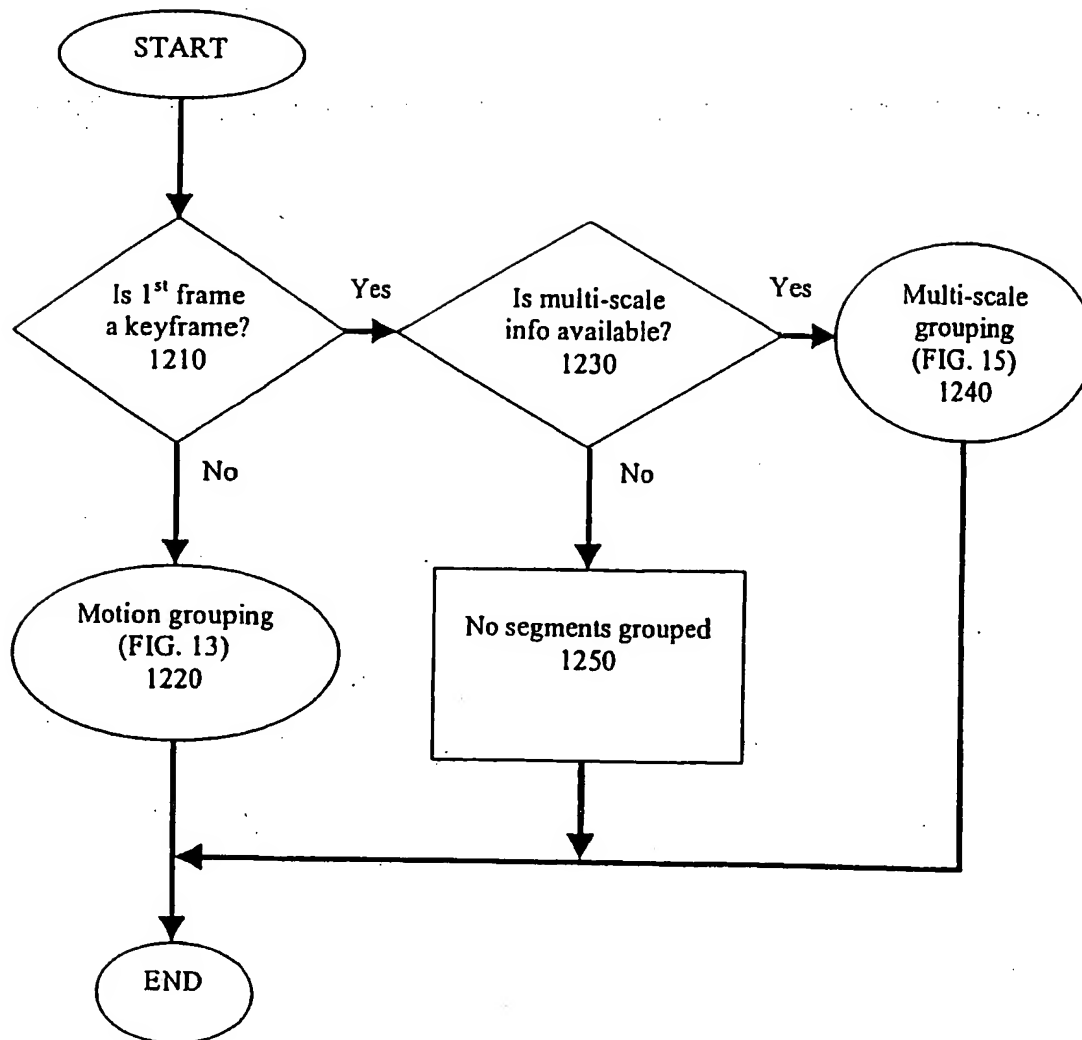 START
Is 1st frame
a keyframe?
1210
Yes
Is multi-scale
info available?
1230
Yes
Multi-scale
grouping
(FIG. 15)
1240
No
No
Motion grouping
(FIG. 13)
1220
No segments grouped
1250
END